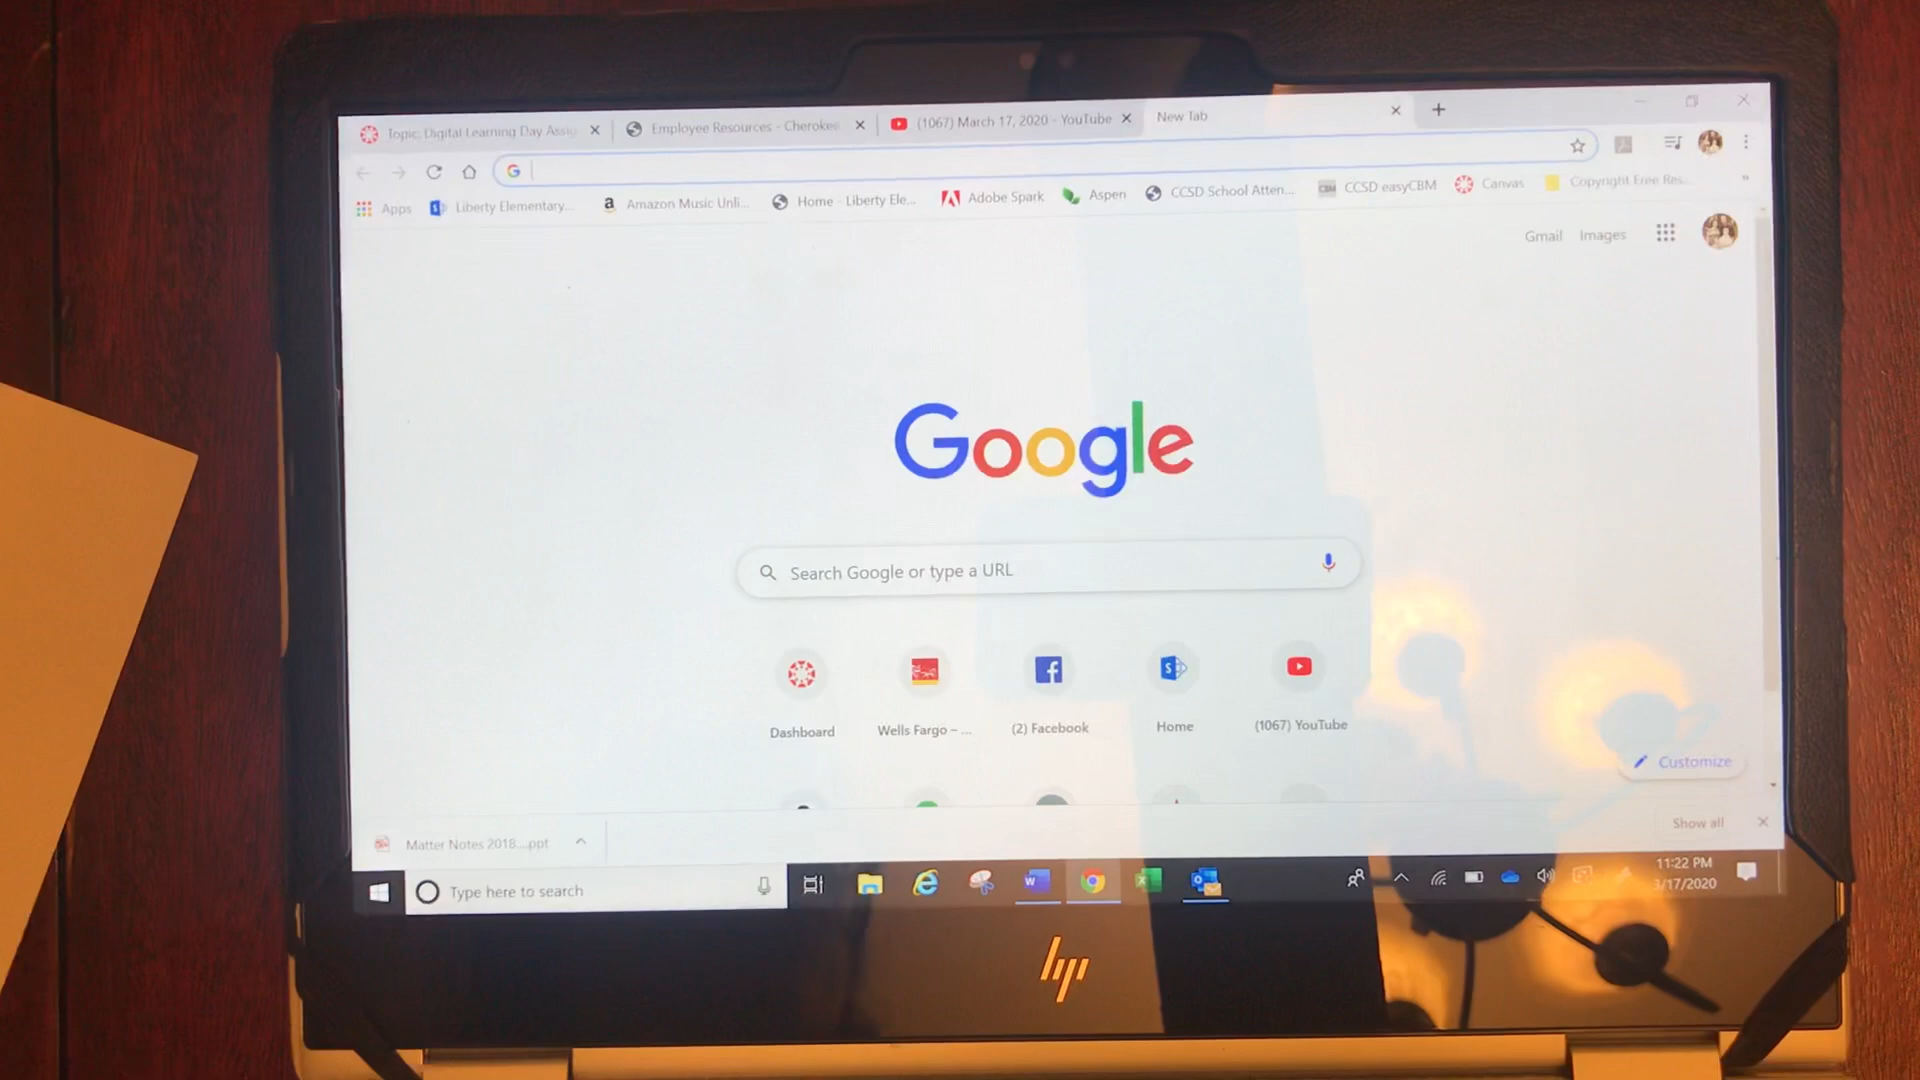 Topic: Digital Learning Day Assig
Employee Resources - Cherokee
(1067) March 17, 2020 - YouTube
New Tab
Apps
Liberty Elementary...
Amazon Music Unli...
Home - Liberty Ele...
Adobe Spark
Aspen
CCSD School Atten...
CCSD easyCBM
Canvas
Copyright Free Res...
Gmail
Images
Google
Search Google or type a URL
Dashboard
Wells Fargo – ...
(2) Facebook
Home
(1067) YouTube
Customize
Matter Notes 2018....ppt
Show all
Type here to search
11:22 PM
3/17/2020
hp